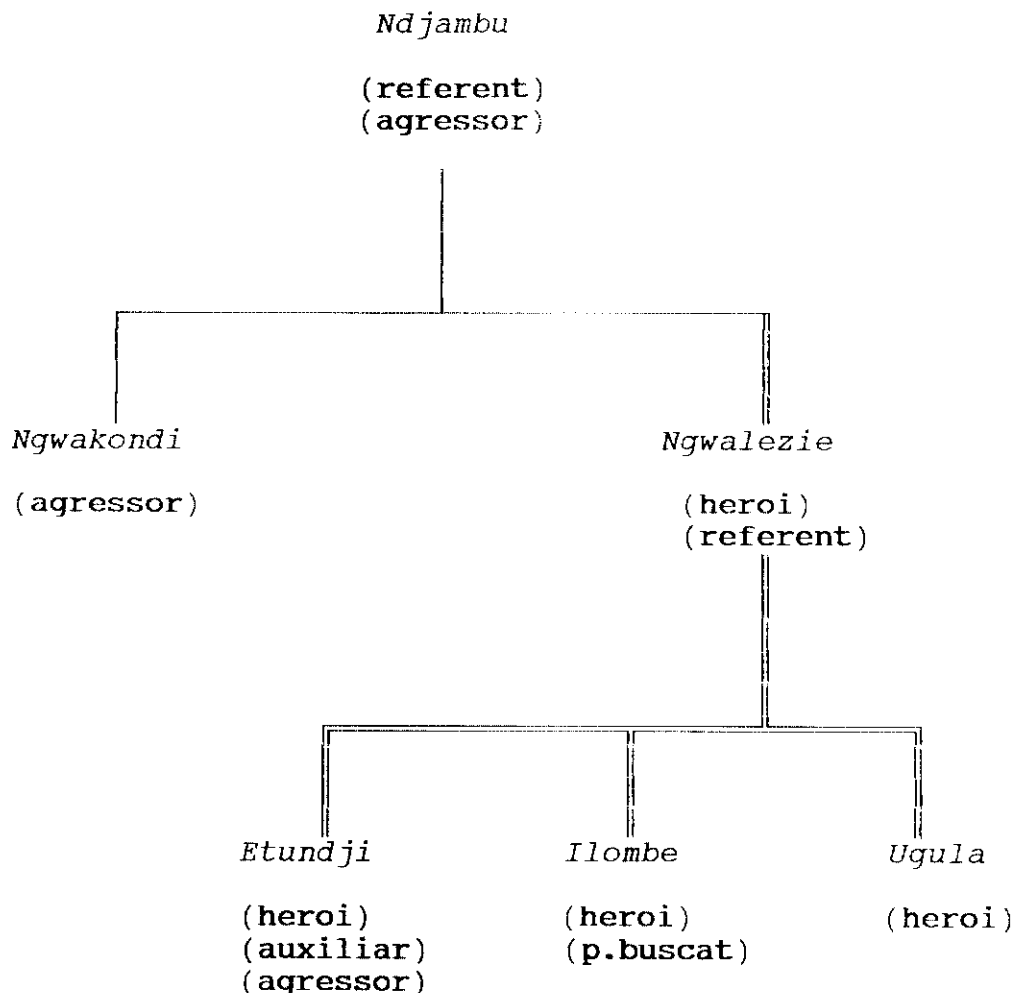 Ndjambu
(referent)
(agressor)
Ngwakondi
Ngwalezie
(agressor)
(heroi)
(referent)
Etundji
Ilombe
Ugula
(heroi)
(heroi)
(heroi)
(auxiliar)
(p.buscat)
(agressor)